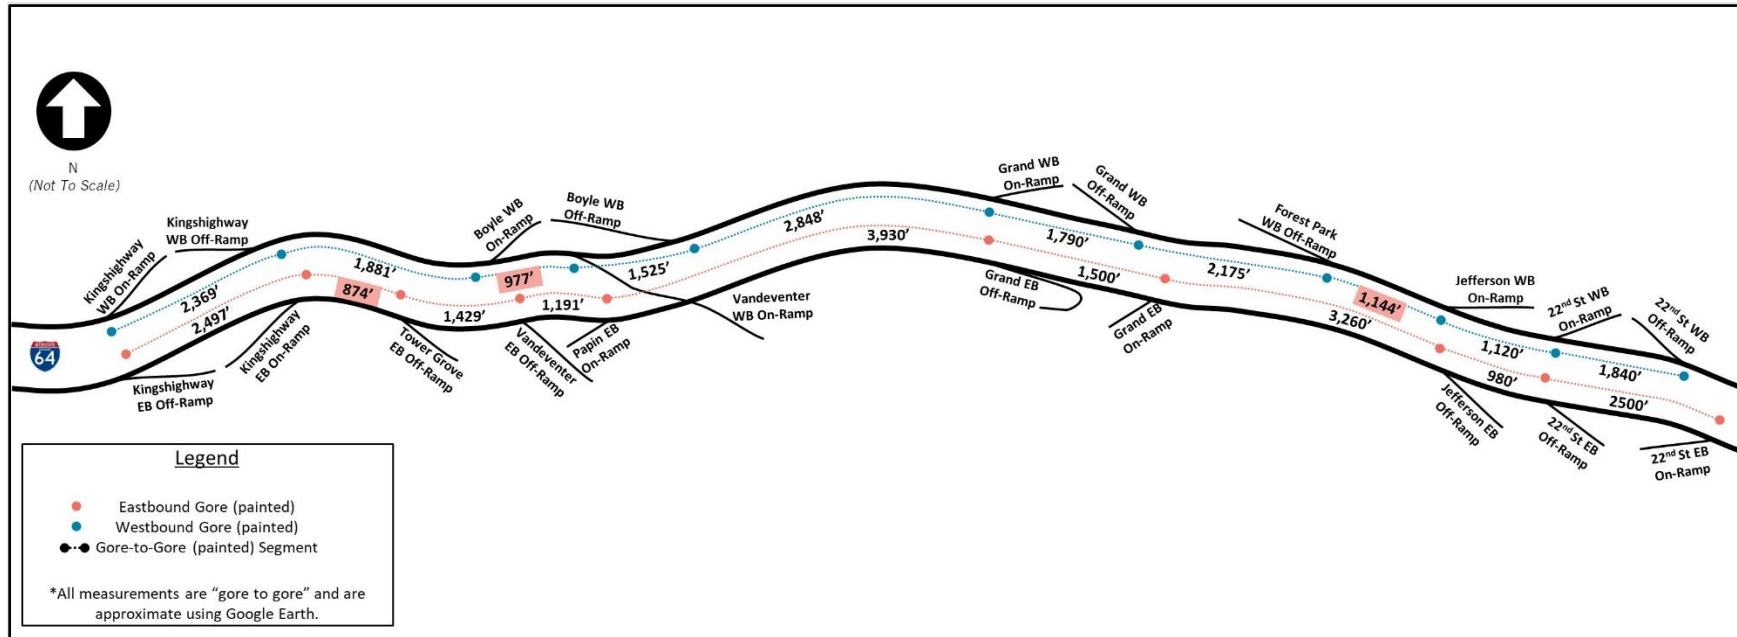 N
(Not To Scale)
Kingshighway
WB On-Ramp
Kingshighway
WB Off-Ramp
Boyle WB
On-Ramp
Boyle WB
Off-Ramp
Vandeventer
WB On-Ramp
Grand WB
On-Ramp
Grand WB
Off-Ramp
Forest Park
WB Off-Ramp
Jefferson WB
On-Ramp
22nd St WB
On-Ramp
22nd St WB
Off-Ramp
2,369’
1,881’
977’
1,525’
2,848’
1,790’
2,175’
1,144’
1,120’
1,840’
2,497’
874’
1,429’
1,191’
3,930’
1,500’
3,260’
980’
2500’
64
Kingshighway
EB Off-Ramp
Kingshighway
EB On-Ramp
Tower Grove
EB Off-Ramp
Vandeventer
EB Off-Ramp
Papin EB
On-Ramp
Grand EB
Off-Ramp
Grand EB
On-Ramp
Jefferson EB
Off-Ramp
22nd St EB
Off-Ramp
22nd St EB
On-Ramp
Legend
Eastbound Gore (painted)
Westbound Gore (painted)
Gore-to-Gore (painted) Segment
*All measurements are “gore to gore” and are
approximate using Google Earth.